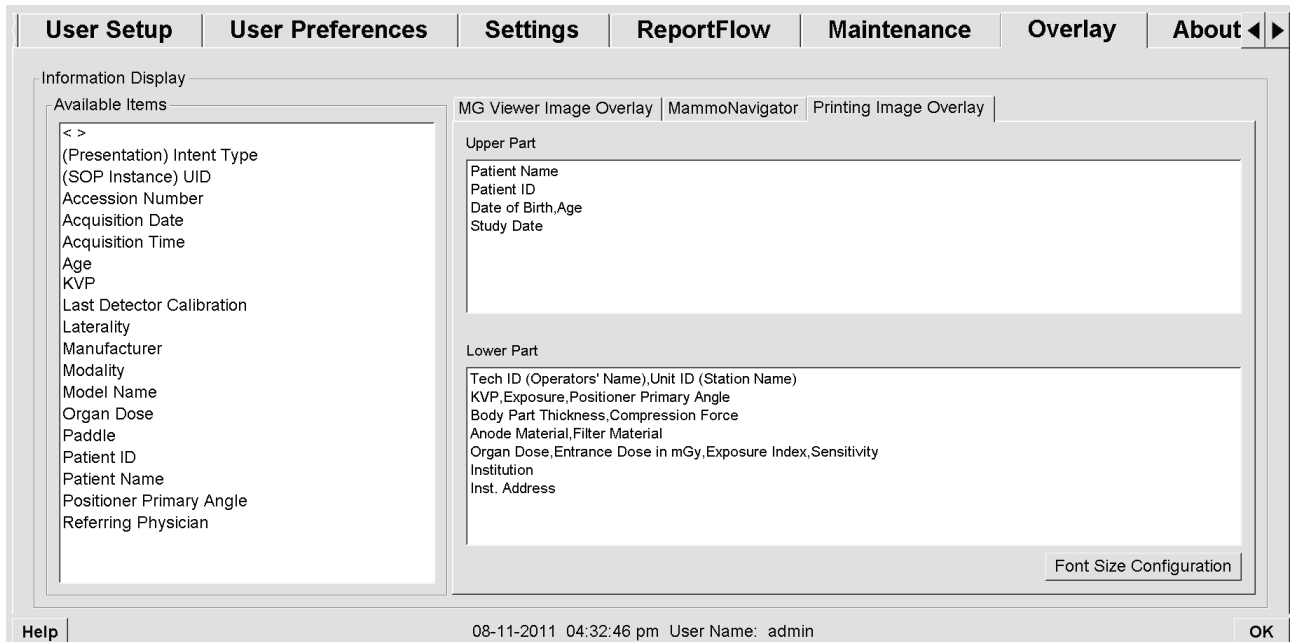 User Setup User Preferences Settings ReportFlow Maintenance Overlay About
Information Display
Available Items
< >
(Presentation) Intent Type
(SOP Instance) UID
Accession Number
Acquisition Date
Acquisition Time
Age
KVP
Last Detector Calibration
Laterality
Manufacturer
Modality
Model Name
Organ Dose
Paddle
Patient ID
Patient Name
Positioner Primary Angle
Referring Physician
MG Viewer Image Overlay MammoNavigator Printing Image Overlay
Upper Part
Patient Name
Patient ID
Date of Birth,Age
Study Date
Lower Part
Tech ID (Operators' Name),Unit ID (Station Name)
KVP,Exposure,Positioner Primary Angle
Body Part Thickness,Compression Force
Anode Material,Filter Material
Organ Dose,Entrance Dose in mGy,Exposure Index,Sensitivity
Institution
Inst. Address
Font Size Configuration
Help 08-11-2011 04:32:46 pm User Name: admin OK